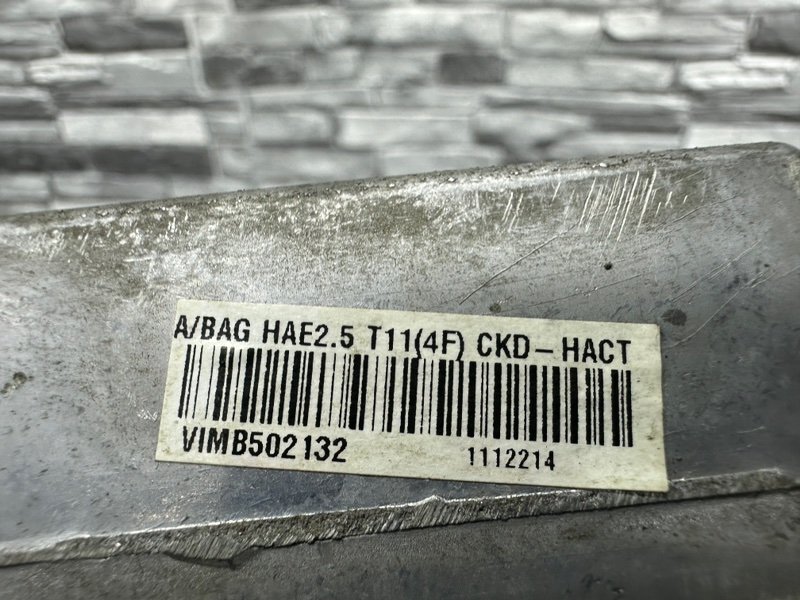 A/BAG HAE2.5 T11(4F) CKD-HACT
VIMB502132
1112214